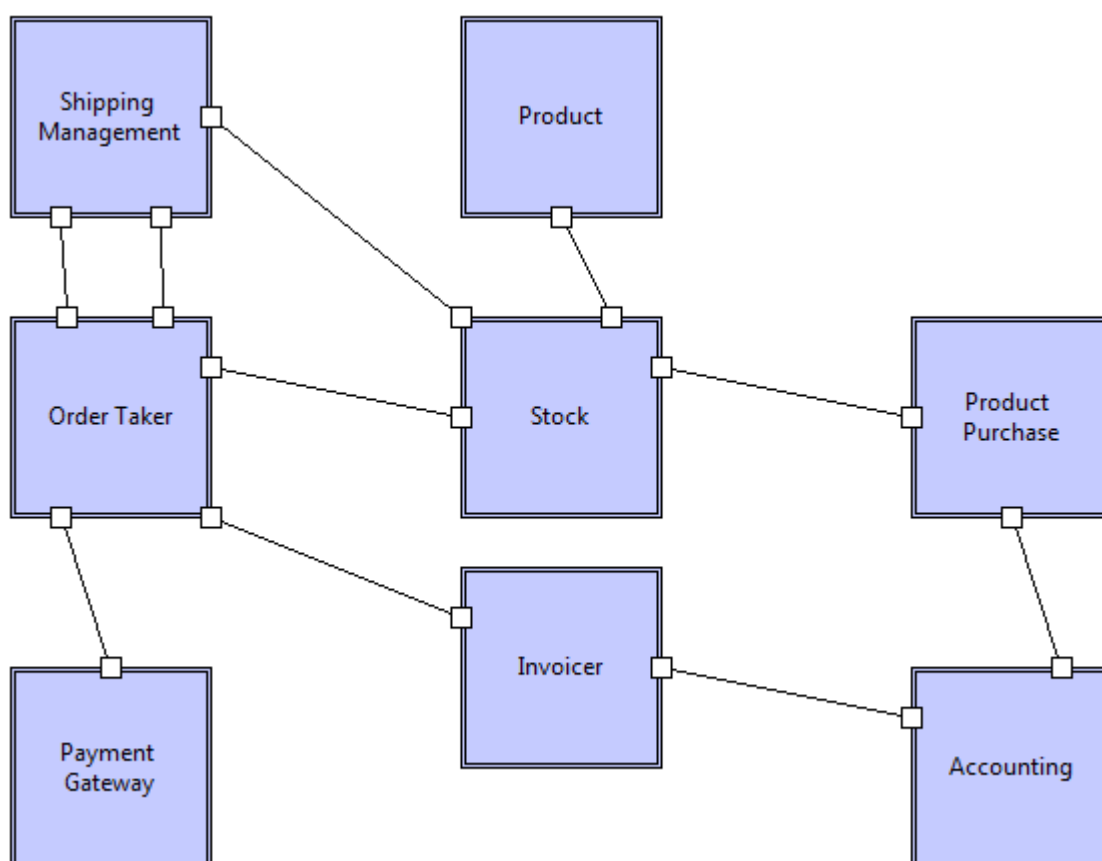 Shipping
Management
Product
Order Taker
Stock
Product
Purchase
Invoicer
Payment
Gateway
Accounting